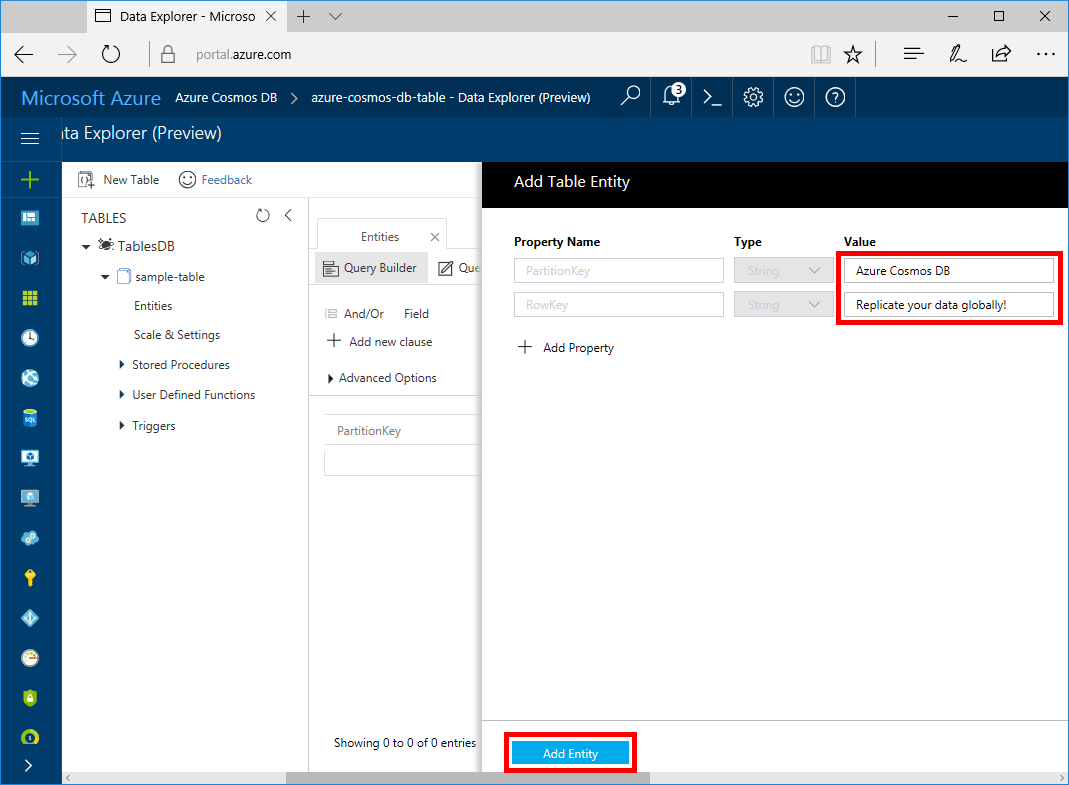 Data Explorer - Microso
portal.azure.com
Microsoft Azure Azure Cosmos DB > azure-cosmos-db-table - Data Explorer (Preview) 3
ta Explorer (Preview)
New Table Feedback
Add Table Entity
TABLES
TablesDB
sample-table
Entities
Scale & Settings
Stored Procedures
User Defined Functions
Triggers
Entities
Query Builder Que
And/Or Field
Add new clause
Advanced Options
PartitionKey
Showing 0 to 0 of 0 entries
Property Name Type Value
PartitionKey String Azure Cosmos DB
RowKey String Replicate your data globally!
Add Property
Add Entity
SQL